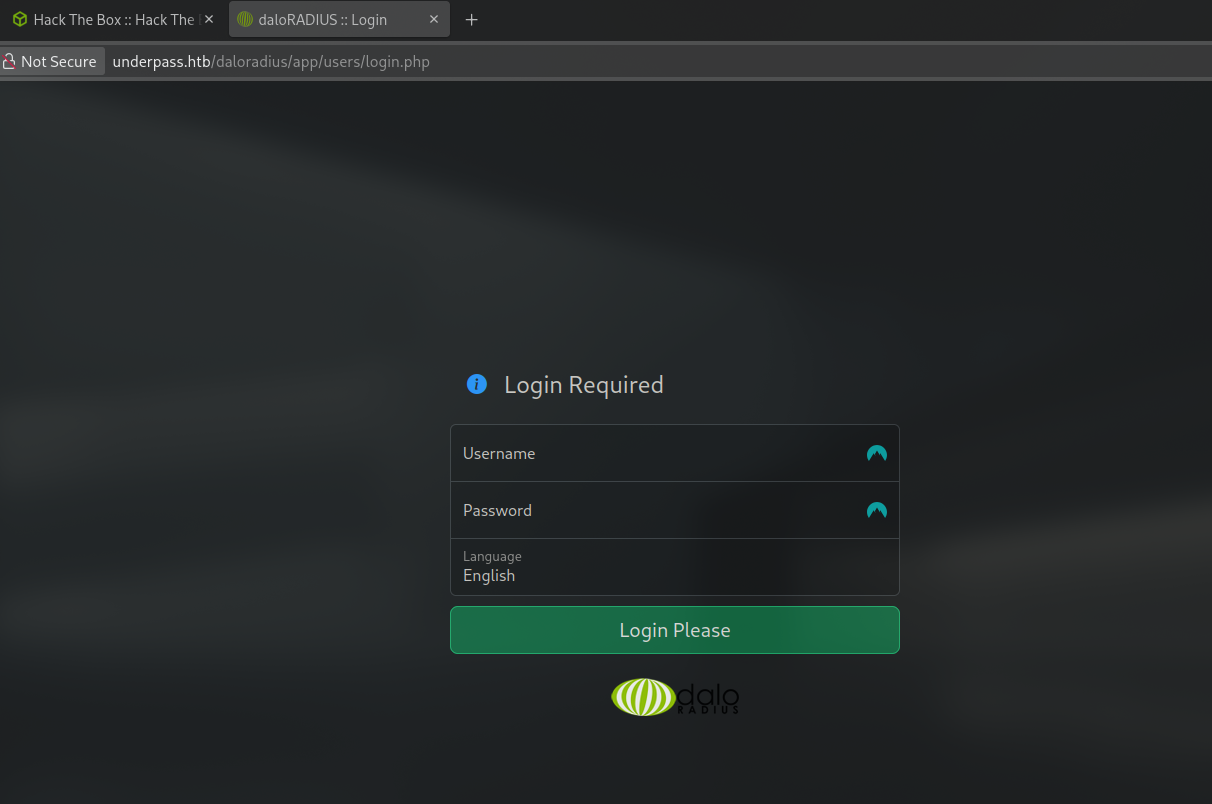 Hack The Box :: Hack The
daloRADIUS :: Login
Not Secure underpass.htb/daloradius/app/users/login.php
i Login Required
Username
Password
Language
English
Login Please
dalo
RADIUS